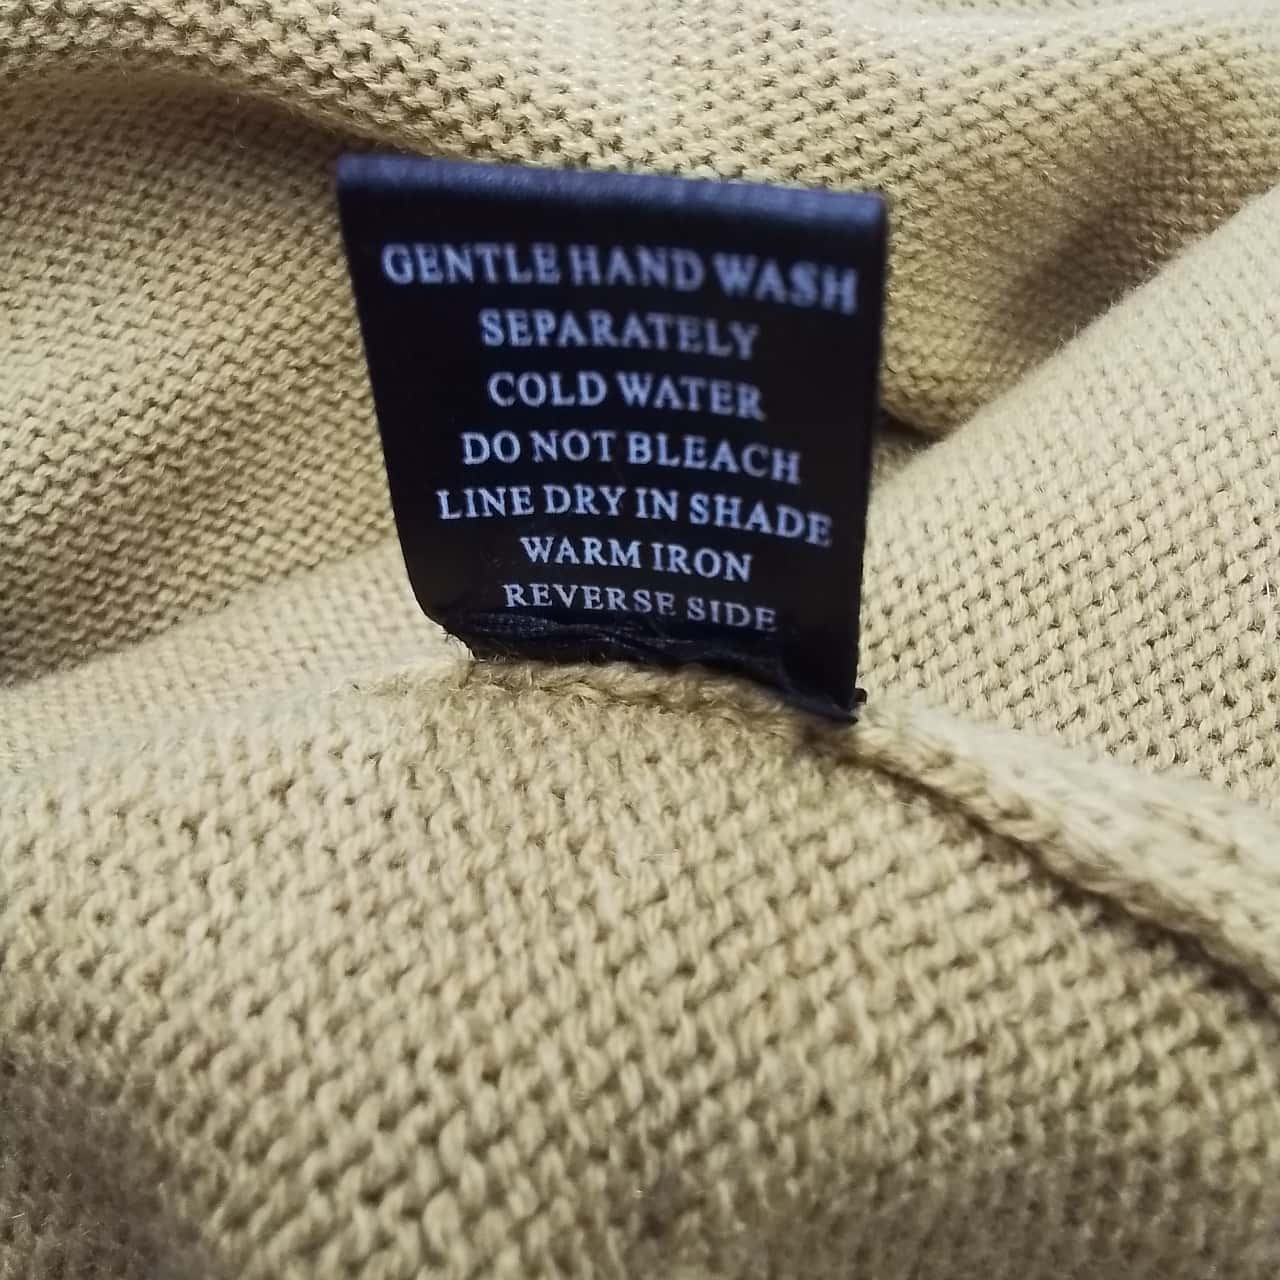 GENTLE HAND WASH
SEPARATELY
COLD WATER
DO NOT BLEACH
LINE DRY IN SHADE
WARM IRON
REVERSE SIDE